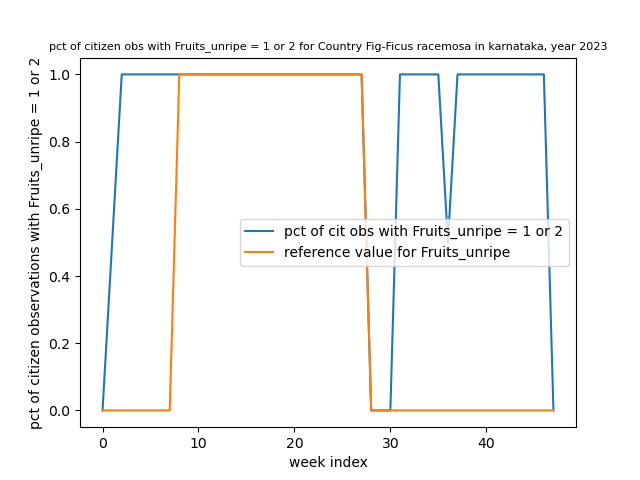 pct of citizen obs with Fruits_unripe = 1 or 2 for Country Fig-Ficus racemosa in karnataka, year 2023
pct of citizen observations with Fruits_unripe = 1 or 2
1.0
0.8
0.6
0.4
0.2
0.0
pct of cit obs with Fruits_unripe = 1 or 2
reference value for Fruits_unripe
0 10 20 30 40
week index